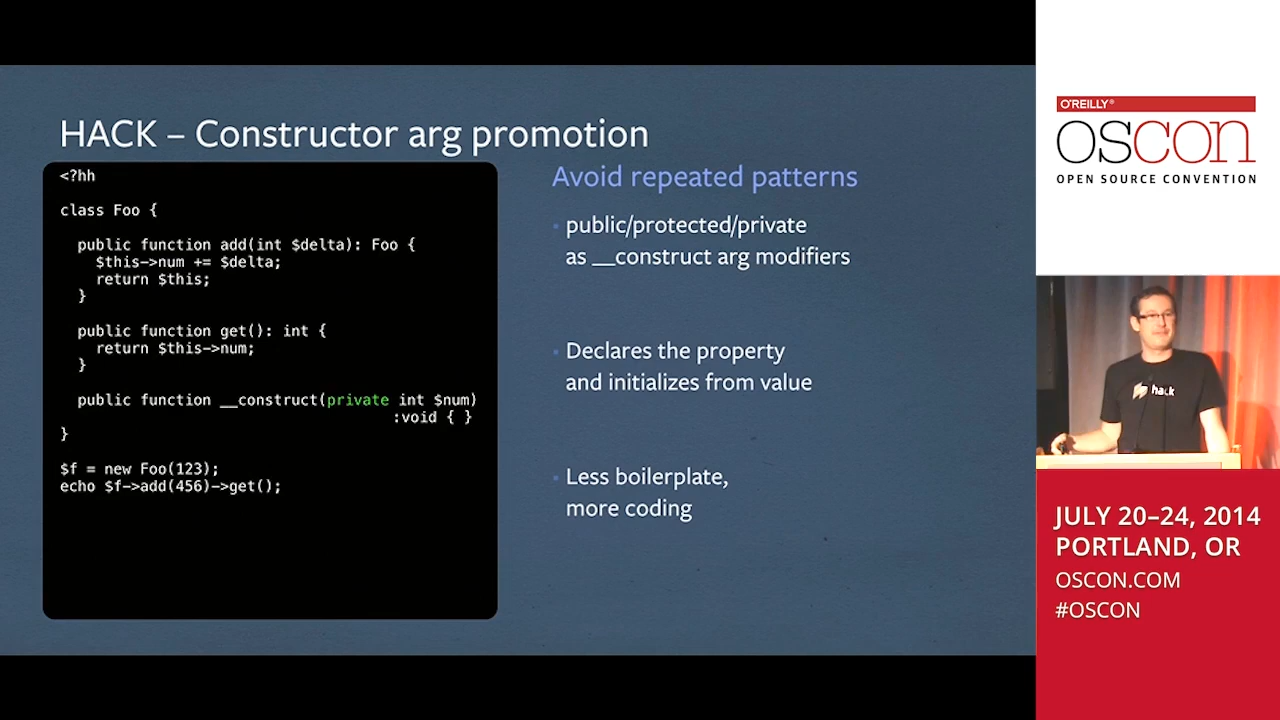 HACK – Constructor arg promotion
<?hh
class Foo {
public function add(int $delta): Foo {
$this->num += $delta;
return $this;
}
public function get(): int {
return $this->num;
}
public function __construct(private int $num)
:void { }
}
$f = new Foo(123);
echo $f->add(456)->get();
Avoid repeated patterns
public/protected/private
as __construct arg modifiers
Declares the property
and initializes from value
Less boilerplate,
more coding
O'REILLY®
OSCON
OPEN SOURCE CONVENTION
hack
JULY 20–24, 2014
PORTLAND, OR
OSCON.COM
#OSCON